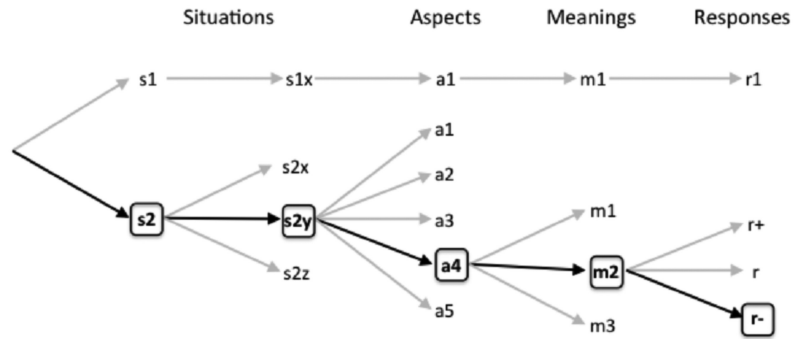 Situations Aspects Meanings Responses
s1 s1x a1 m1 r1
a1
s2x a2
s2 s2y a3 m1 r+
a4 m2 r
s2z
a5 m3 r-